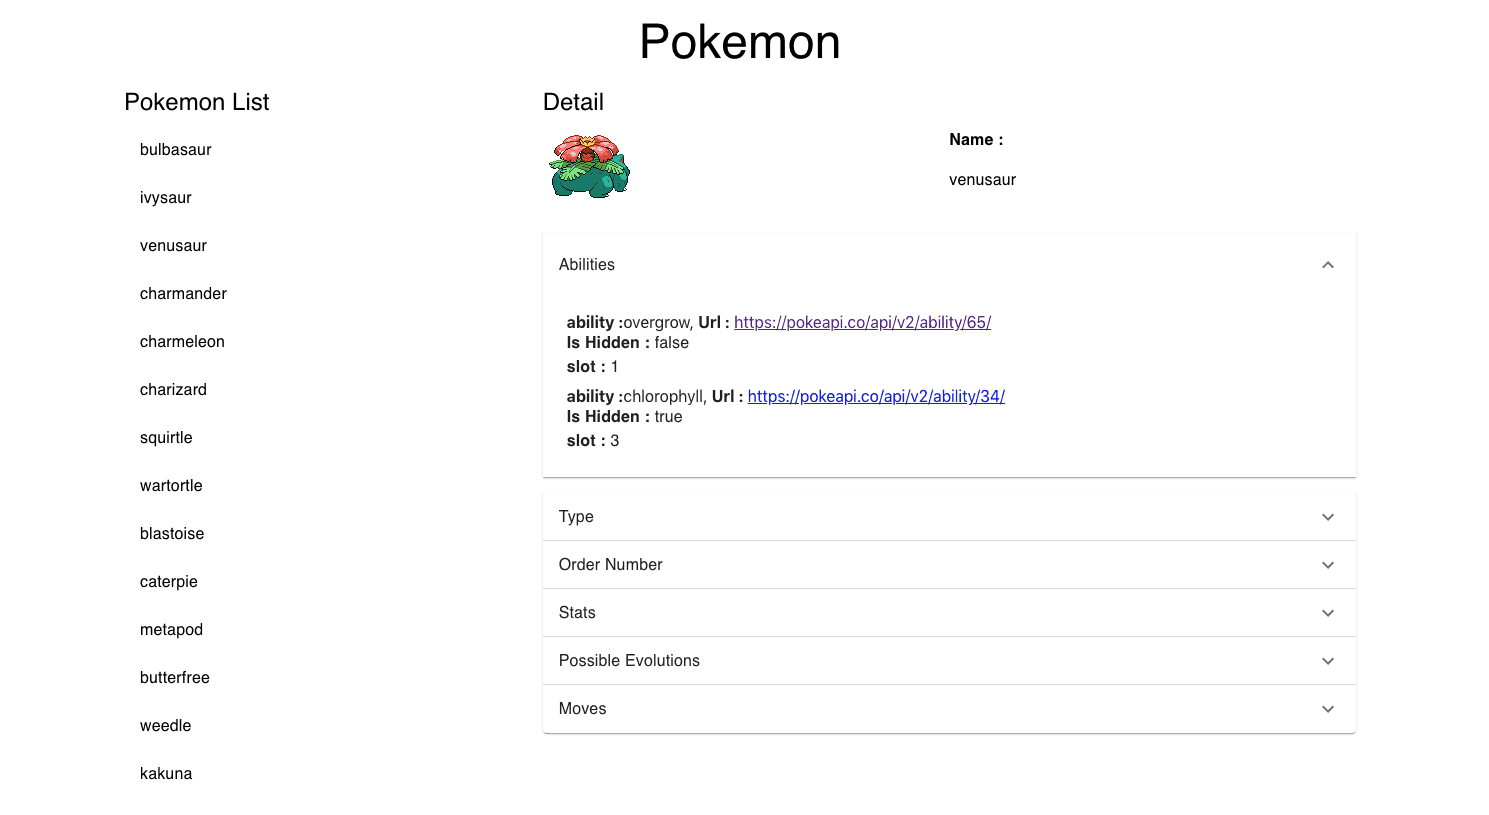 Pokemon
Pokemon List
bulbasaur
ivysaur
venusaur
charmander
charmeleon
charizard
squirtle
wartortle
blastoise
caterpie
metapod
butterfree
weedle
kakuna
Detail
Name :
venusaur
Abilities
ability :overgrow, Url : https://pokeapi.co/api/v2/ability/65/
Is Hidden : false
slot : 1
ability :chlorophyll, Url : https://pokeapi.co/api/v2/ability/34/
Is Hidden : true
slot : 3
Type
Order Number
Stats
Possible Evolutions
Moves